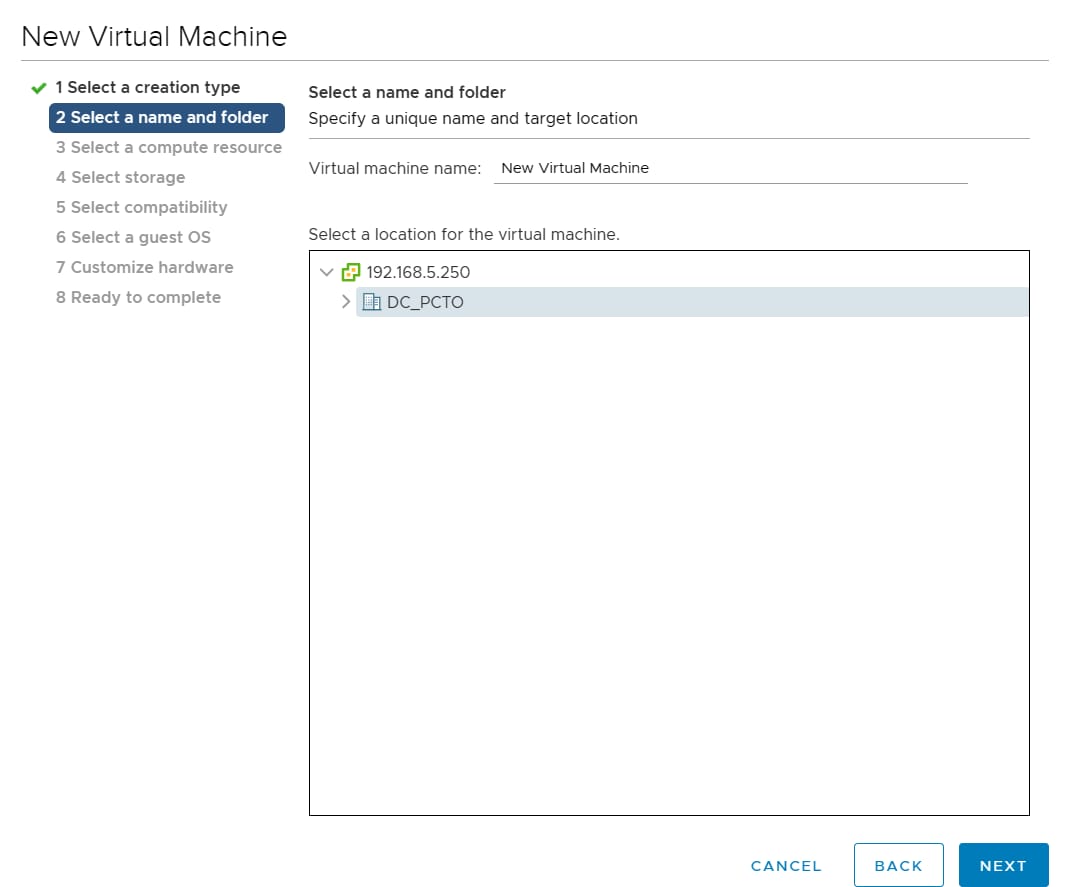 New Virtual Machine
1 Select a creation type
2 Select a name and folder
3 Select a compute resource
4 Select storage
5 Select compatibility
6 Select a guest OS
7 Customize hardware
8 Ready to complete
Select a name and folder
Specify a unique name and target location
Virtual machine name: New Virtual Machine
Select a location for the virtual machine.
192.168.5.250
DC_PCTO
CANCEL BACK NEXT